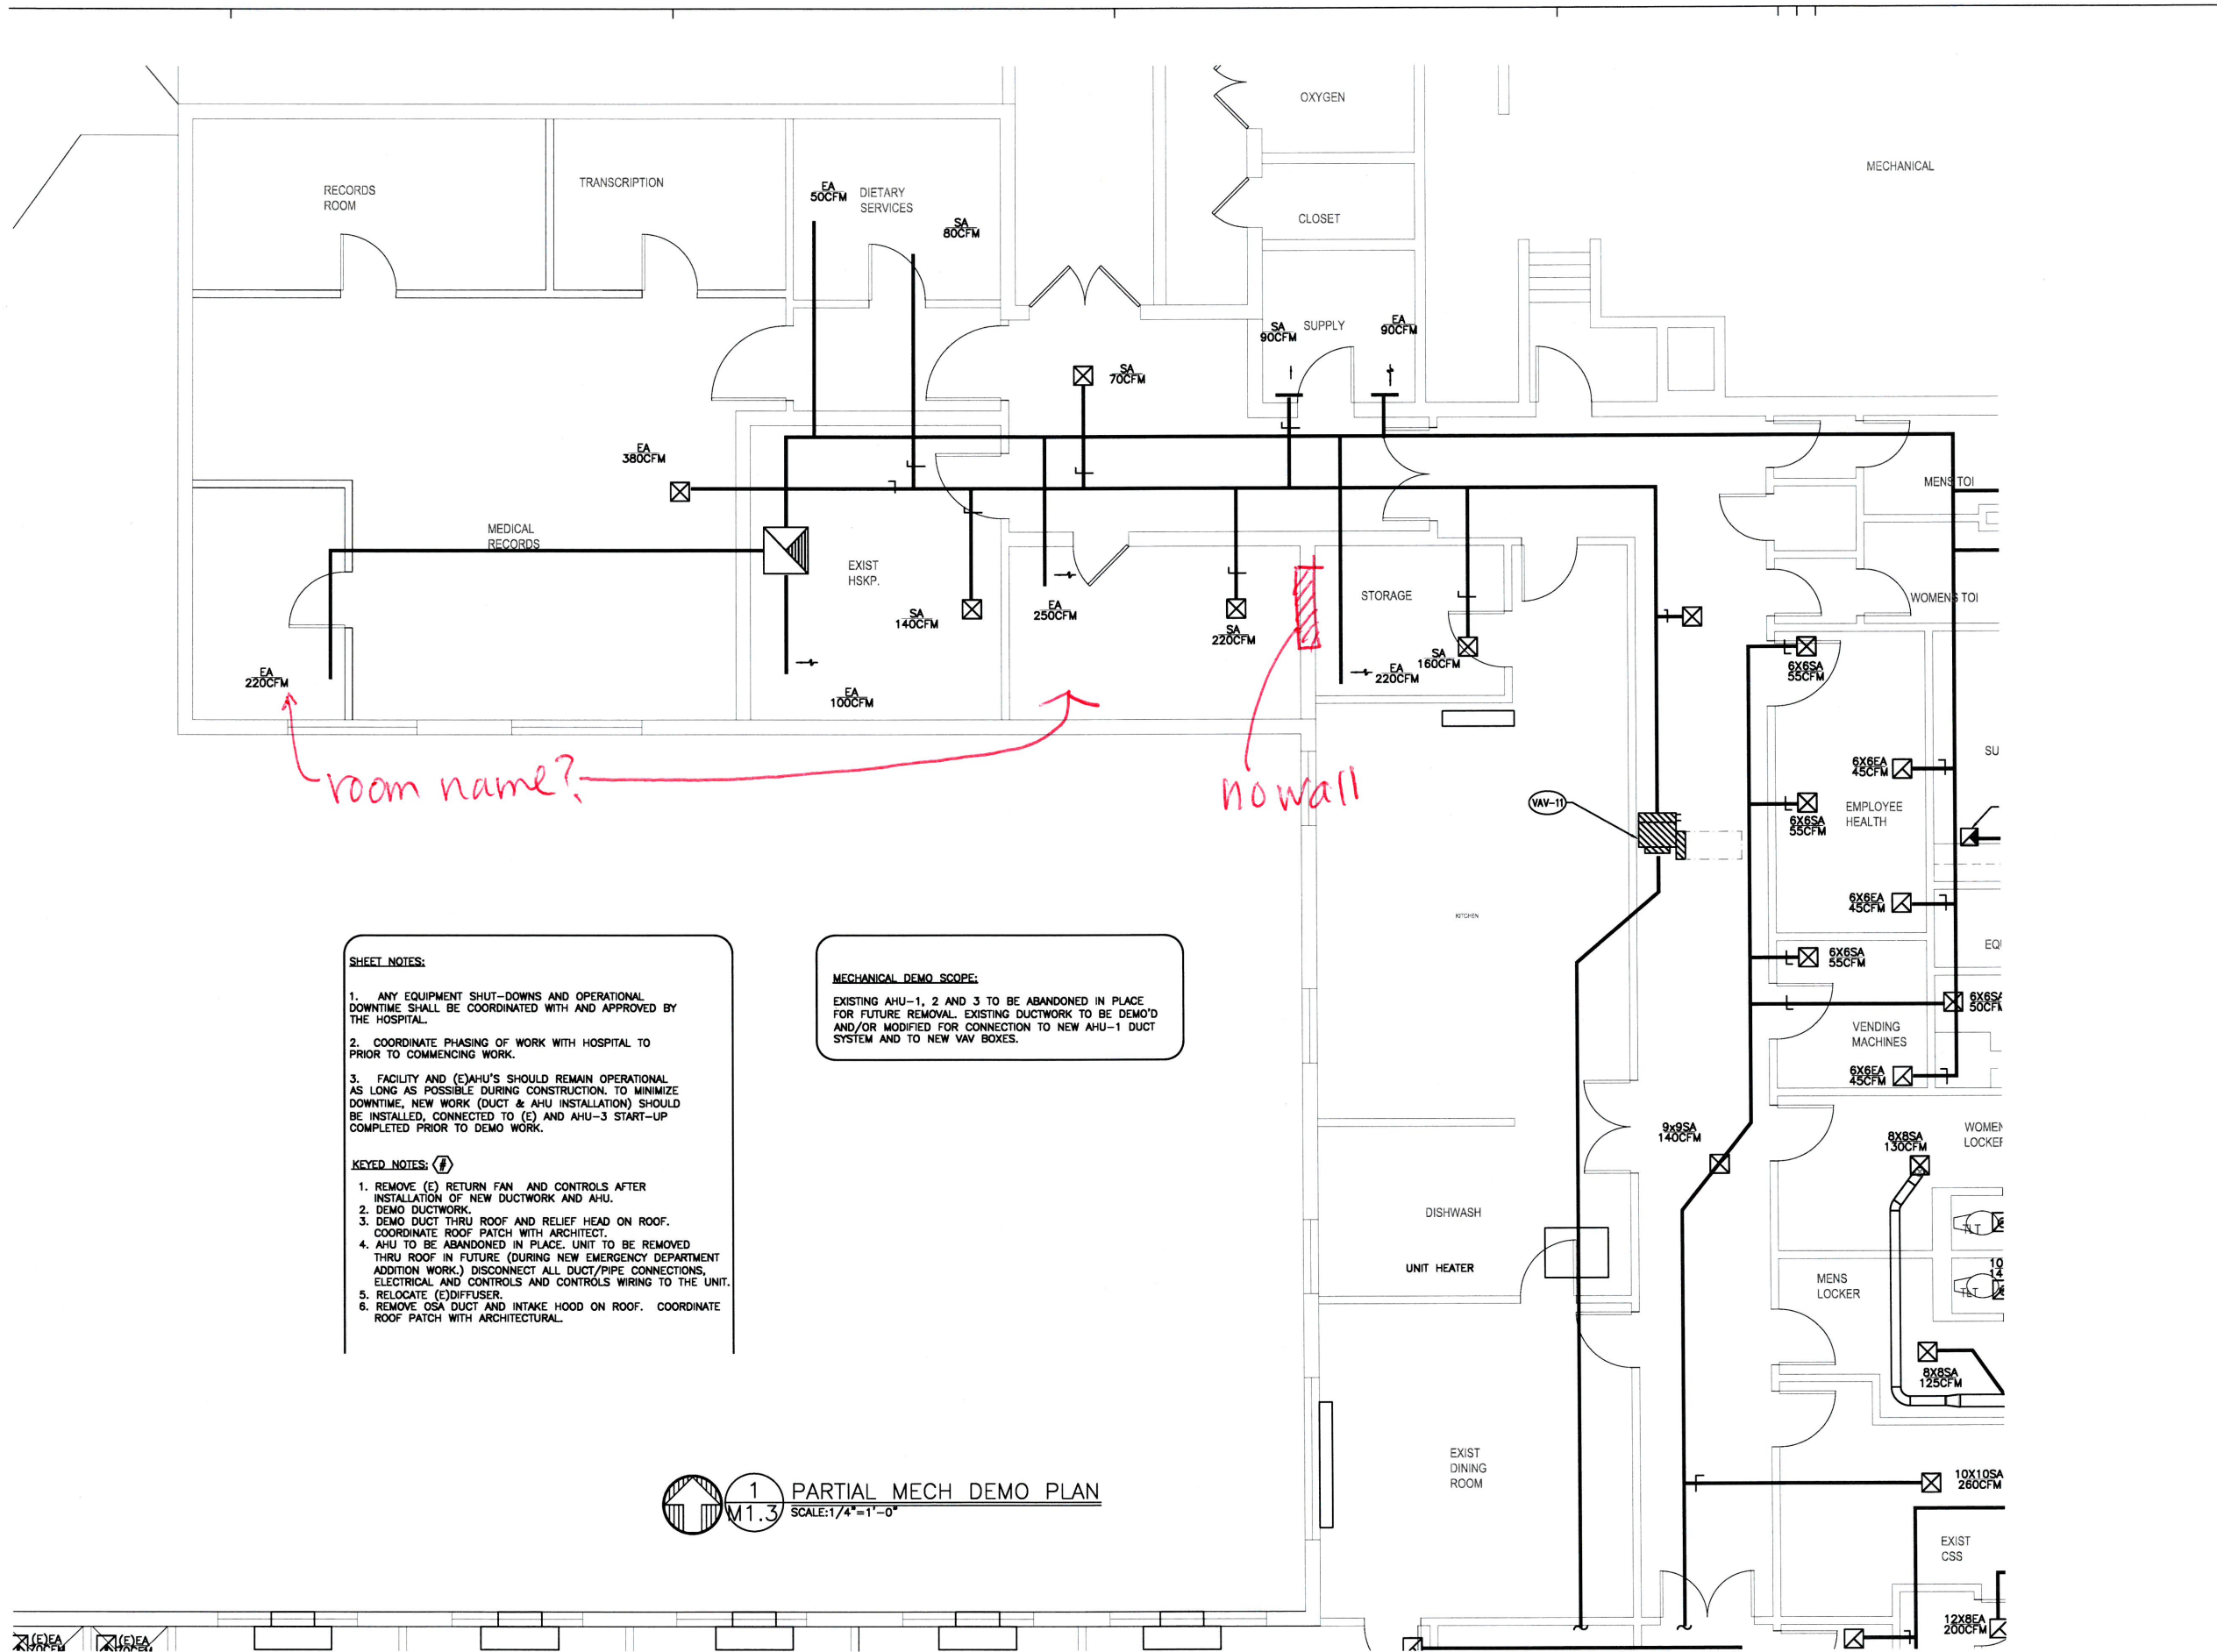 OXYGEN
MECHANICAL
RECORDS
ROOM
TRANSCRIPTION
EA
50CFM
DIETARY
SERVICES
SA
80CFM
CLOSET
SA
90CFM
SUPPLY
EA
90CFM
SA
70CFM
EA
380CFM
MEDICAL
RECORDS
MENS TOI
EXIST
HSKP.
SA
140CFM
EA
250CFM
SA
220CFM
STORAGE
SA
160CFM
EA
220CFM
WOMENS TOI
6X6SA
55CFM
EA
220CFM
EA
100CFM
room name?
no wall
SU
6X6EA
45CFM
VAV-11
EMPLOYEE
HEALTH
6X6SA
55CFM
6X6EA
45CFM
KITCHEN
EQ
6X6SA
55CFM
6X6SA
50CFM
VENDING
MACHINES
6X6EA
45CFM
SHEET NOTES:
1. ANY EQUIPMENT SHUT-DOWNS AND OPERATIONAL
DOWNTIME SHALL BE COORDINATED WITH AND APPROVED BY
THE HOSPITAL.
2. COORDINATE PHASING OF WORK WITH HOSPITAL TO
PRIOR TO COMMENCING WORK.
3. FACILITY AND (E)AHU'S SHOULD REMAIN OPERATIONAL
AS LONG AS POSSIBLE DURING CONSTRUCTION. TO MINIMIZE
DOWNTIME, NEW WORK (DUCT & AHU INSTALLATION) SHOULD
BE INSTALLED, CONNECTED TO (E) AND AHU-3 START-UP
COMPLETED PRIOR TO DEMO WORK.
KEYED NOTES: #
1. REMOVE (E) RETURN FAN AND CONTROLS AFTER
INSTALLATION OF NEW DUCTWORK AND AHU.
2. DEMO DUCTWORK.
3. DEMO DUCT THRU ROOF AND RELIEF HEAD ON ROOF.
COORDINATE ROOF PATCH WITH ARCHITECT.
4. AHU TO BE ABANDONED IN PLACE. UNIT TO BE REMOVED
THRU ROOF IN FUTURE (DURING NEW EMERGENCY DEPARTMENT
ADDITION WORK.) DISCONNECT ALL DUCT/PIPE CONNECTIONS,
ELECTRICAL AND CONTROLS AND CONTROLS WIRING TO THE UNIT.
5. RELOCATE (E)DIFFUSER.
6. REMOVE OSA DUCT AND INTAKE HOOD ON ROOF. COORDINATE
ROOF PATCH WITH ARCHITECTURAL.
MECHANICAL DEMO SCOPE:
EXISTING AHU-1, 2 AND 3 TO BE ABANDONED IN PLACE
FOR FUTURE REMOVAL. EXISTING DUCTWORK TO BE DEMO'D
AND/OR MODIFIED FOR CONNECTION TO NEW AHU-1 DUCT
SYSTEM AND TO NEW VAV BOXES.
9x9SA
140CFM
8X8SA
130CFM
WOMEN
LOCKER
DISHWASH
UNIT HEATER
TLT
MENS
LOCKER
TLT
10
14
8X8SA
125CFM
EXIST
DINING
ROOM
10X10SA
260CFM
1
M1.3
PARTIAL MECH DEMO PLAN
SCALE:1/4"=1'-0"
EXIST
CSS
12X8EA
200CFM
(E)EA
70CFM
(E)EA
70CFM